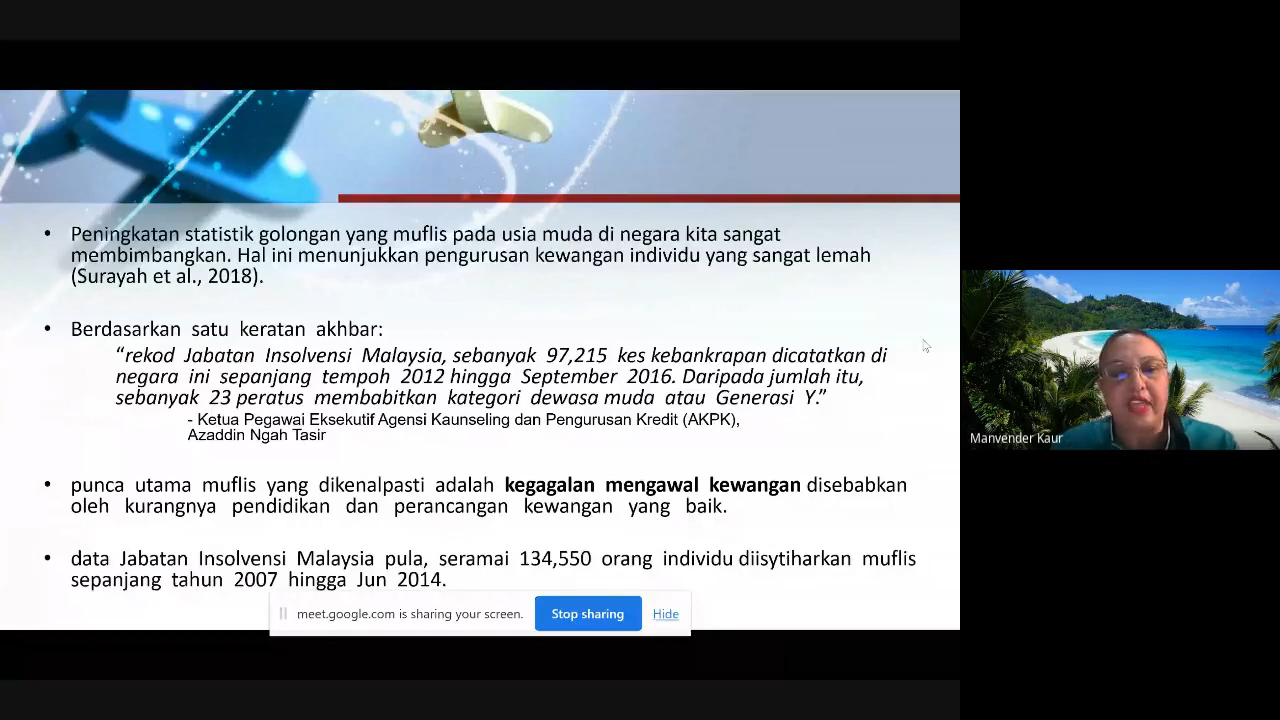 • Peningkatan statistik golongan yang muflis pada usia muda di negara kita sangat
membimbangkan. Hal ini menunjukkan pengurusan kewangan individu yang sangat lemah
(Surayah et al., 2018).
• Berdasarkan satu keratan akhbar:
“rekod Jabatan Insolvensi Malaysia, sebanyak 97,215 kes kebankrapan dicatatkan di
negara ini sepanjang tempoh 2012 hingga September 2016. Daripada jumlah itu,
sebanyak 23 peratus membabitkan kategori dewasa muda atau Generasi Y.”
- Ketua Pegawai Eksekutif Agensi Kaunseling dan Pengurusan Kredit (AKPK),
Azaddin Ngah Tasir
• punca utama muflis yang dikenalpasti adalah kegagalan mengawal kewangan disebabkan
oleh kurangnya pendidikan dan perancangan kewangan yang baik.
• data Jabatan Insolvensi Malaysia pula, seramai 134,550 orang individu diisytiharkan muflis
sepanjang tahun 2007 hingga Jun 2014.
meet.google.com is sharing your screen. Stop sharing Hide
Manvender Kaur